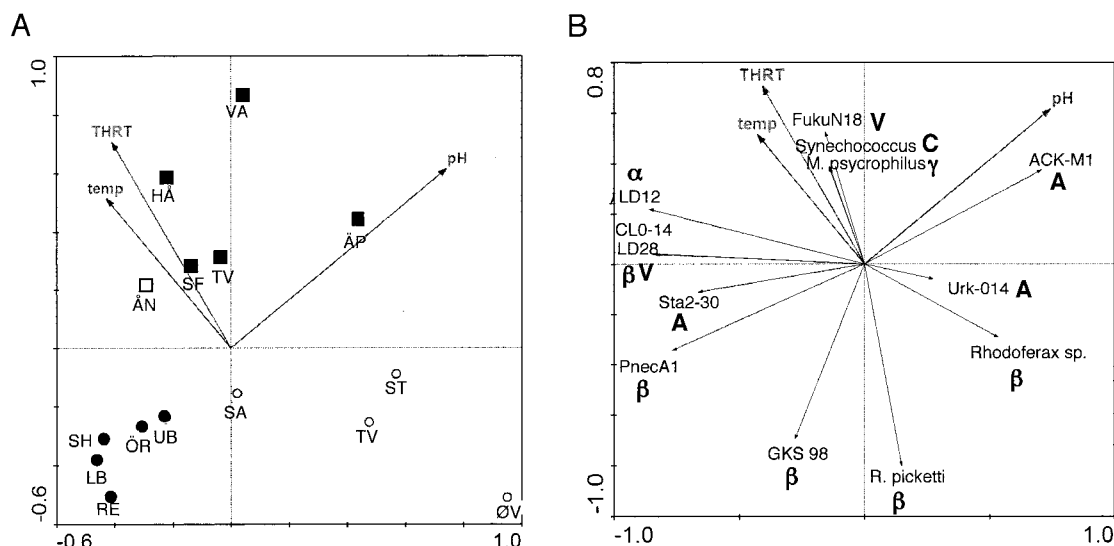 A
1.0
VA
THRT
pH
temp
HÅ
ÄP
SF
TV
ÅN
ST
SA
TV
SH
ÖR
UB
LB
RE
ØV
-0.6
-0.6
1.0
B
0.8
THRT
pH
FukuN18 V
temp
Synechococcus C
M. psycrophilus γ
ACK-M1
A
α
LD12
CL0-14
LD28
βV
Urk-014 A
Sta2-30
A
Rhodoferax sp.
PnecA1
β
β
GKS 98
β
R. picketti
β
-1.0
-1.0
1.0